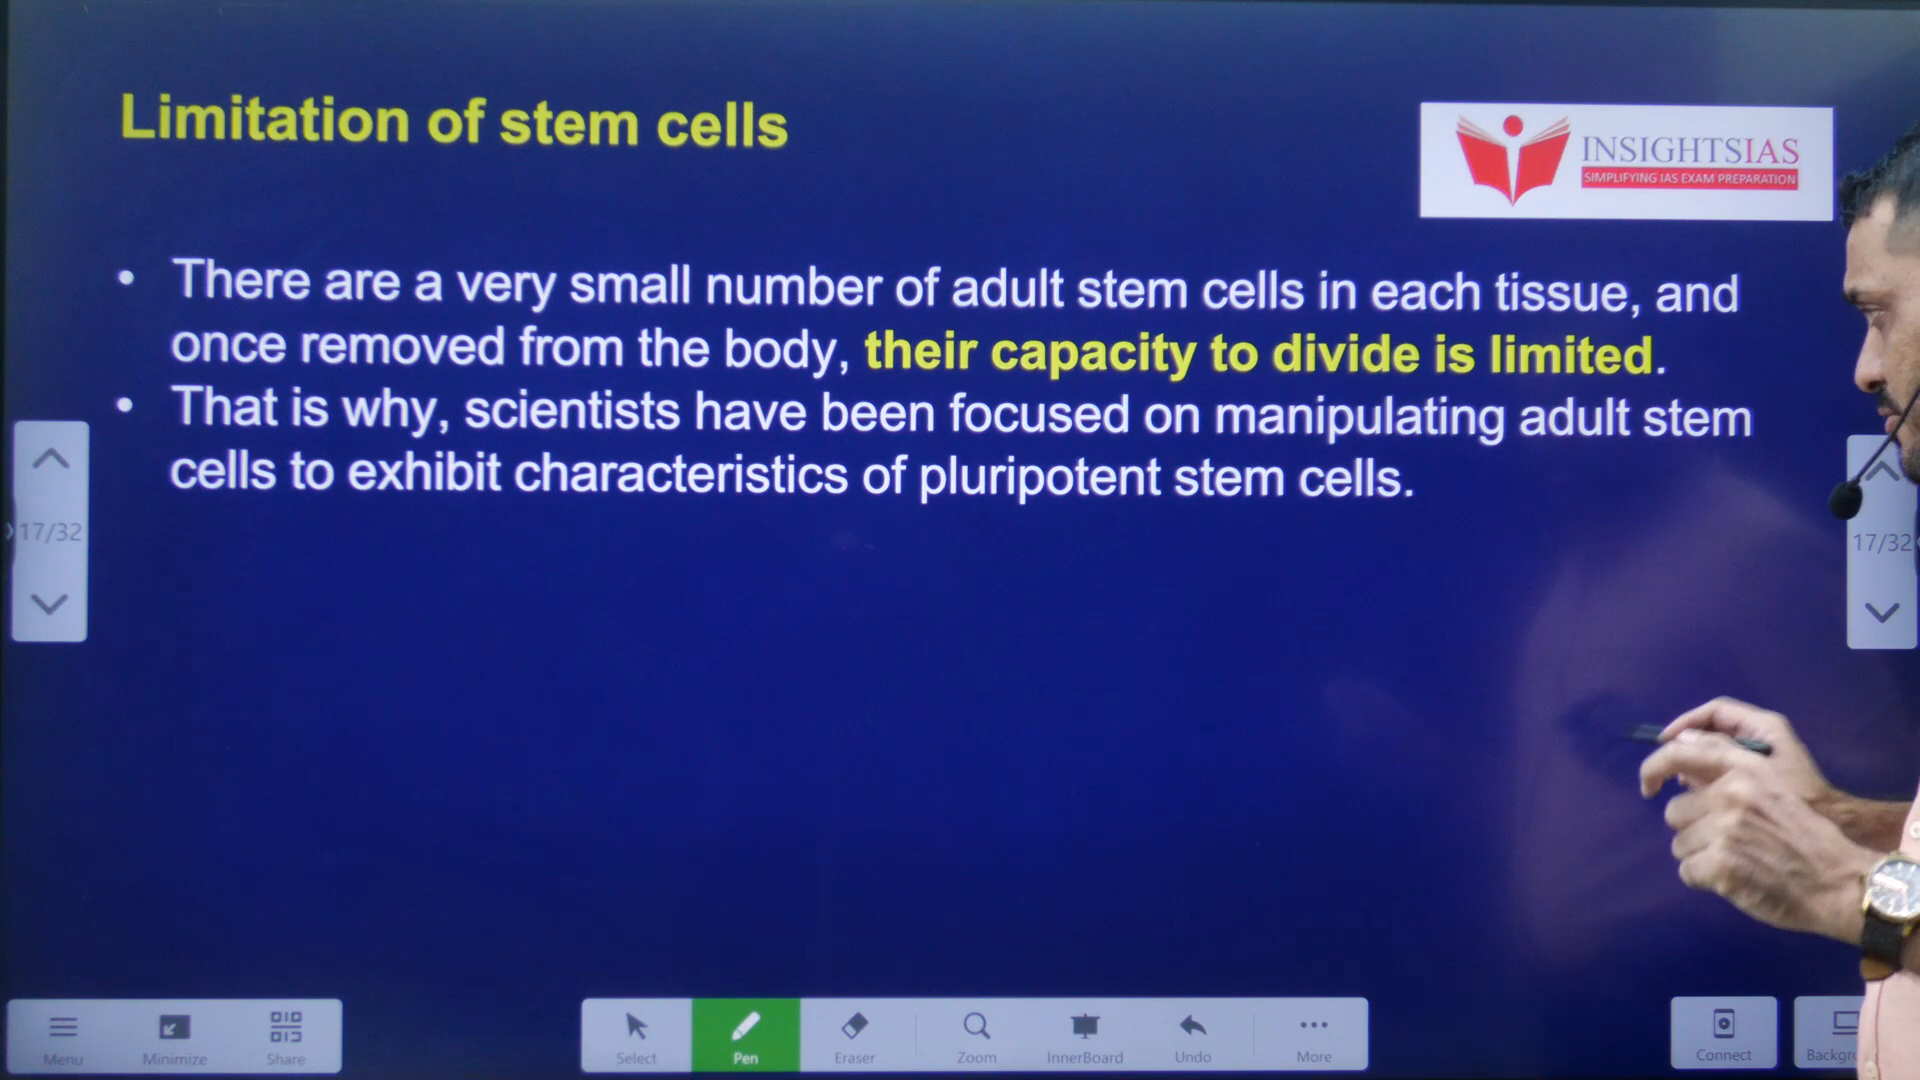 Limitation of stem cells
INSIGHTSIAS
SIMPLIFYING IAS EXAM PREPARATION
• There are a very small number of adult stem cells in each tissue, and
once removed from the body, their capacity to divide is limited.
• That is why, scientists have been focused on manipulating adult stem
cells to exhibit characteristics of pluripotent stem cells.
17/32
17/32
Menu
Minimize
Share
Select
Pen
Eraser
Zoom
InnerBoard
Undo
More
Connect